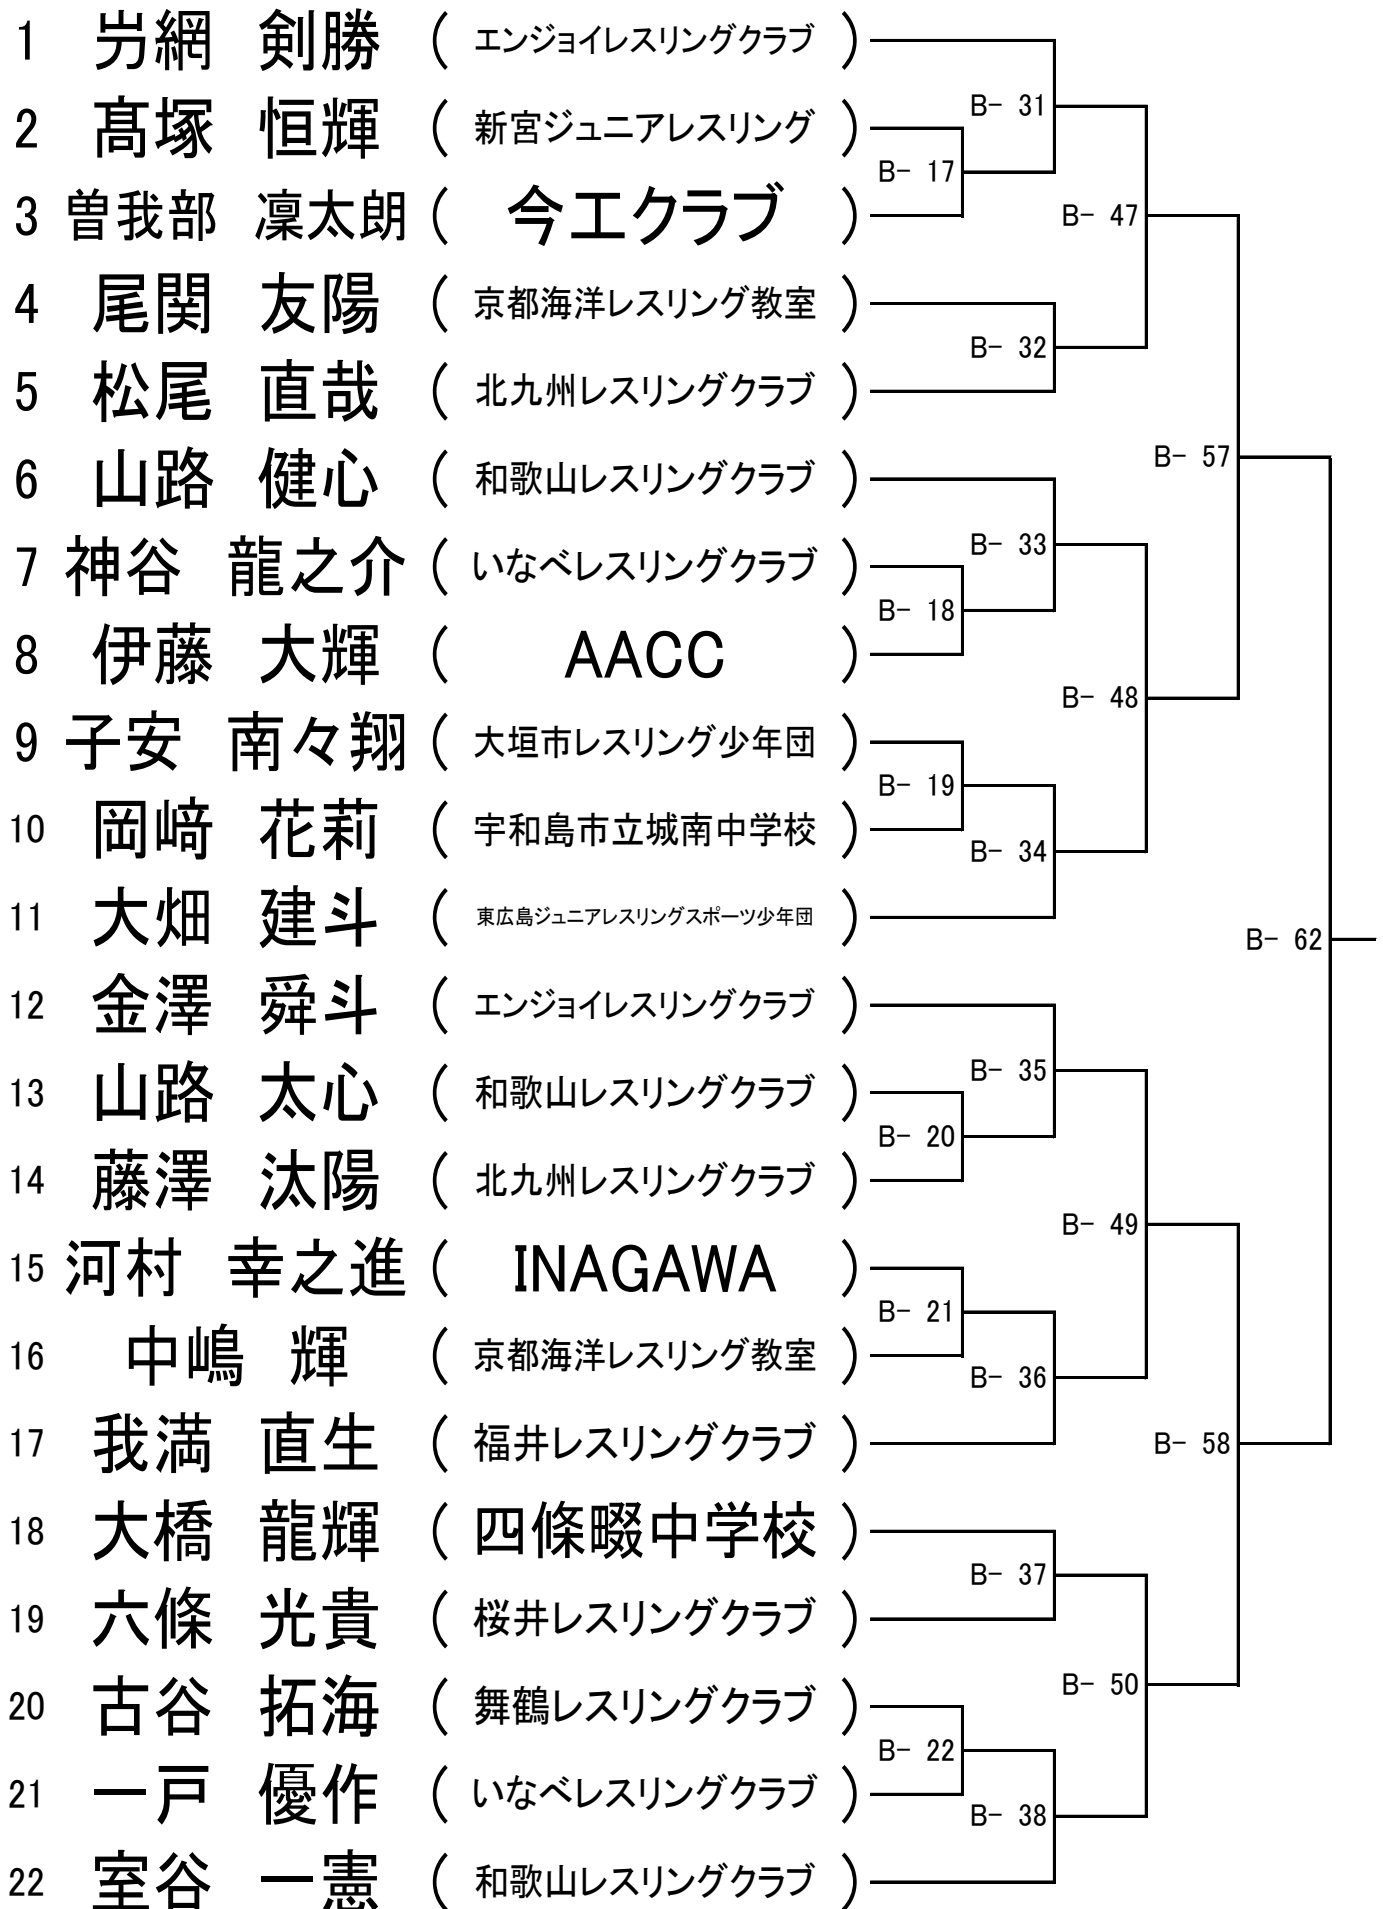 1 屶網 剣勝 ( エンジョイレスリングクラブ )
B- 31
2 髙塚 恒輝 ( 新宮ジュニアレスリング )
B- 17
3 曽我部 凜太朗 ( 今工クラブ )
B- 47
4 尾関 友陽 ( 京都海洋レスリング教室 )
B- 32
5 松尾 直哉 ( 北九州レスリングクラブ )
B- 57
6 山路 健心 ( 和歌山レスリングクラブ )
B- 33
7 神谷 龍之介 ( いなべレスリングクラブ )
B- 18
8 伊藤 大輝 ( AACC )
B- 48
9 子安 南々翔 ( 大垣市レスリング少年団 )
B- 19
10 岡﨑 花莉 ( 宇和島市立城南中学校 )
B- 34
11 大畑 建斗 ( 東広島ジュニアレスリングスポーツ少年団 )
B- 62
12 金澤 舜斗 ( エンジョイレスリングクラブ )
B- 35
13 山路 太心 ( 和歌山レスリングクラブ )
B- 20
14 藤澤 汰陽 ( 北九州レスリングクラブ )
B- 49
15 河村 幸之進 ( INAGAWA )
B- 21
16 中嶋 輝 ( 京都海洋レスリング教室 )
B- 36
17 我満 直生 ( 福井レスリングクラブ )
B- 58
18 大橋 龍輝 ( 四條畷中学校 )
B- 37
19 六條 光貴 ( 桜井レスリングクラブ )
B- 50
20 古谷 拓海 ( 舞鶴レスリングクラブ )
B- 22
21 一戸 優作 ( いなべレスリングクラブ )
B- 38
22 室谷 一憲 ( 和歌山レスリングクラブ )